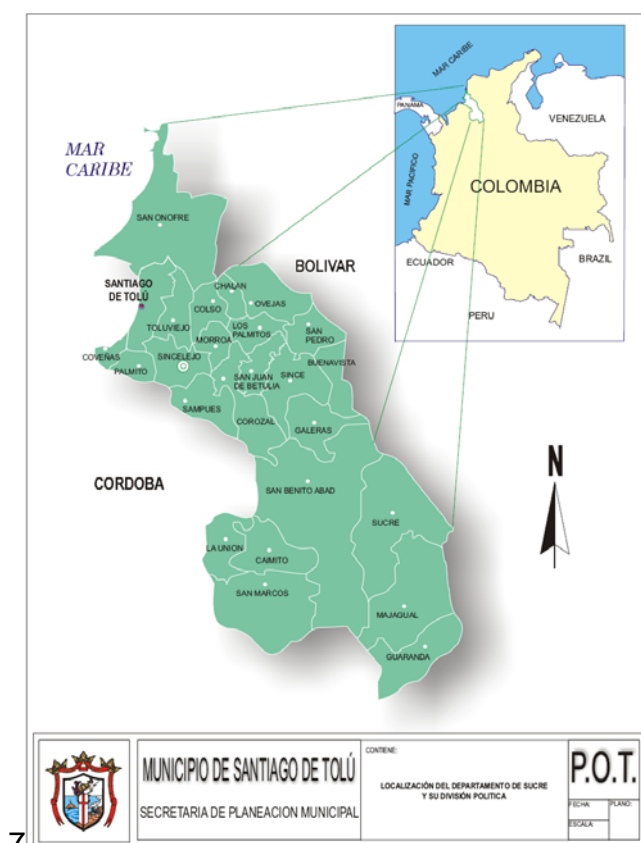 MAR CARIBE
PANAMA
VENEZUELA
MAR PACIFICO
COLOMBIA
ECUADOR
BRAZIL
PERU
MAR
CARIBE
SAN ONOFRE
BOLIVAR
SANTIAGO
DE TOLÚ
CHALAN
COLSO
OVEJAS
TOLUVIEJO
LOS
PALMITOS
SAN
PEDRO
MORROA
COVEÑAS
SINCELEJO
BUENAVISTA
PALMITO
SAN JUAN
DE BETULIA
SINCE
SAMPUES
COROZAL
GALERAS
N
CORDOBA
SAN BENITO ABAD
SUCRE
LA UNION
CAIMITO
SAN MARCOS
MAJAGUAL
GUARANDA
MUNICIPIO DE SANTIAGO DE TOLÚ
SECRETARIA DE PLANEACION MUNICIPAL
CONTIENE:
LOCALIZACIÓN DEL DEPARTAMENTO DE SUCRE
Y SU DIVISIÓN POLITICA
P.O.T.
FECHA:
PLANO:
ESCALA:
7